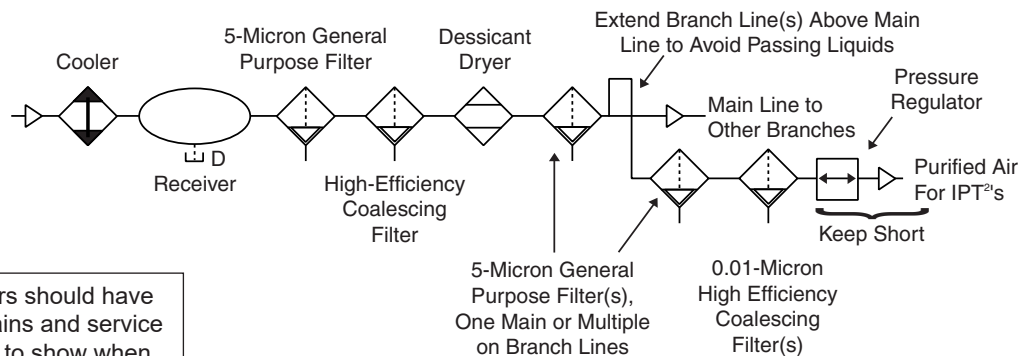 Extend Branch Line(s) Above Main
Line to Avoid Passing Liquids
5-Micron General
Purpose Filter
Dessicant
Dryer
Cooler
Pressure
Regulator
Main Line to
Other Branches
D
Receiver
High-Efficiency
Coalescing
Filter
Purified Air
For IPT²'s
Keep Short
5-Micron General
Purpose Filter(s),
One Main or Multiple
on Branch Lines
0.01-Micron
High Efficiency
Coalescing
Filter(s)
rs should have
ains and service
to show when